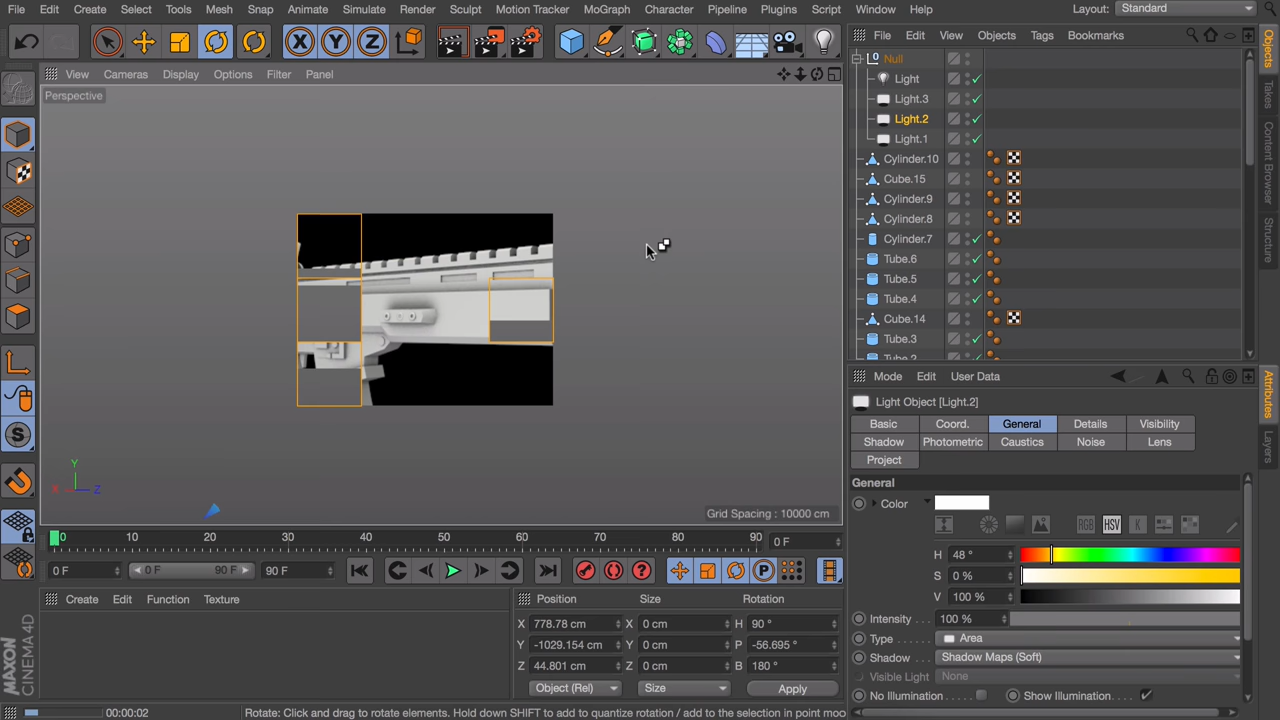 File Edit Create Select Tools Mesh Snap Animate Simulate Render Sculpt Motion Tracker MoGraph Character Pipeline Plugins Script Window Help Layout: Standard
X Y Z
File Edit View Objects Tags Bookmarks
View Cameras Display Options Filter Panel
Perspective
Null
Light
Light.3
Light.2
Light.1
Cylinder.10
Cube.15
Cylinder.9
Cylinder.8
Cylinder.7
Tube.6
Tube.5
Tube.4
Cube.14
Tube.3
Tube.2
Objects
Takes
Content Browser
Structure
Mode Edit User Data
Light Object [Light.2]
Basic Coord. General Details Visibility
Shadow Photometric Caustics Noise Lens
Project
General
Color
RGB HSV K
H 48 °
S 0 %
V 100 %
Intensity 100 %
Type Area
Shadow Shadow Maps (Soft)
Visible Light None
No Illumination Show Illumination
Attributes
Layers
Y
X Z
Grid Spacing : 10000 cm
0 10 20 30 40 50 60 70 80 90 0 F
0 F 0 F 90 F 90 F
P
Create Edit Function Texture
Position Size Rotation
X 778.78 cm X 0 cm H 90 °
Y -1029.154 cm Y 0 cm P -56.695 °
Z 44.801 cm Z 0 cm B 180 °
Object (Rel) Size Apply
MAXON
CINEMA 4D
00:00:02 Rotate: Click and drag to rotate elements. Hold down SHIFT to add to quantize rotation / add to the selection in point moo